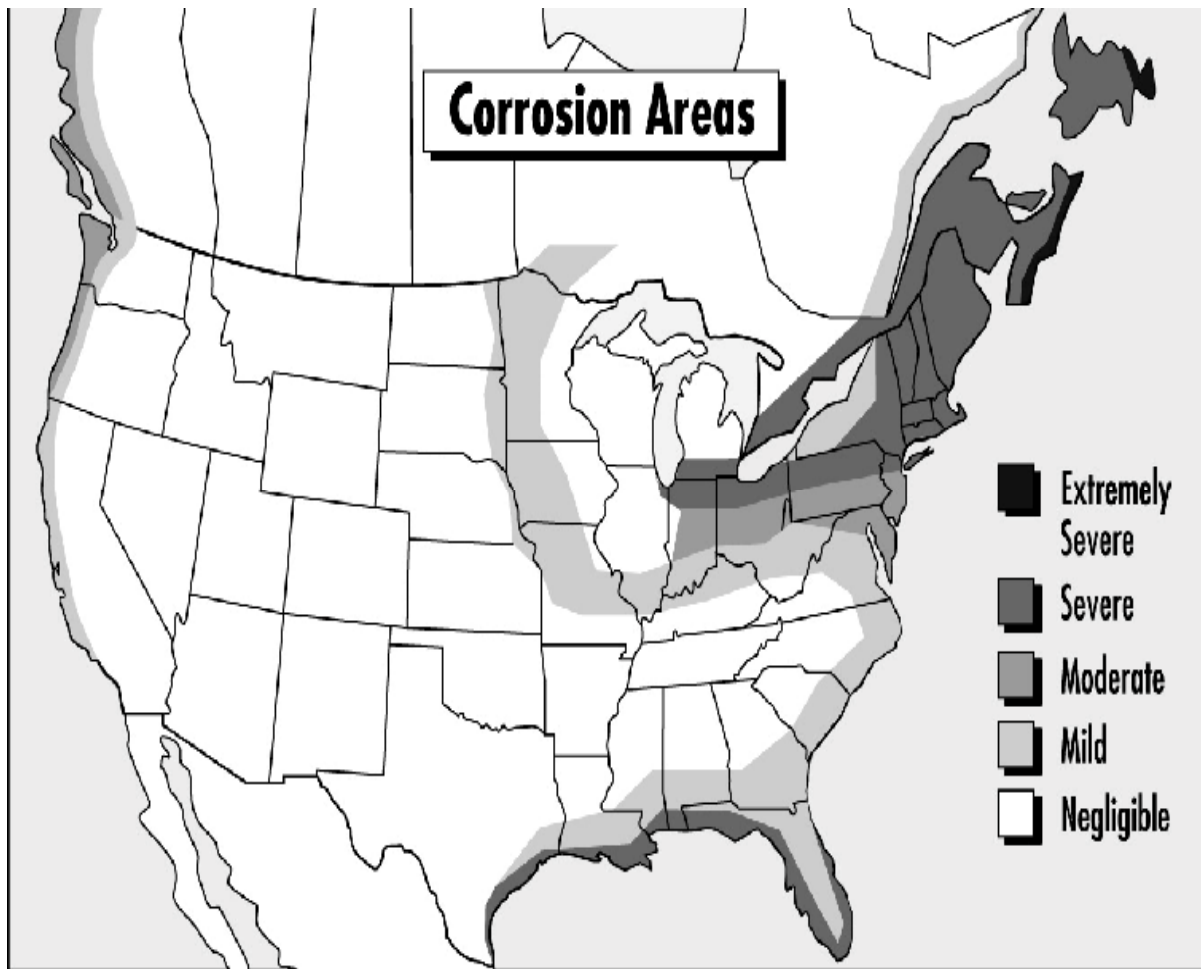 Corrosion Areas
Extremely
Severe
Severe
Moderate
Mild
Negligible